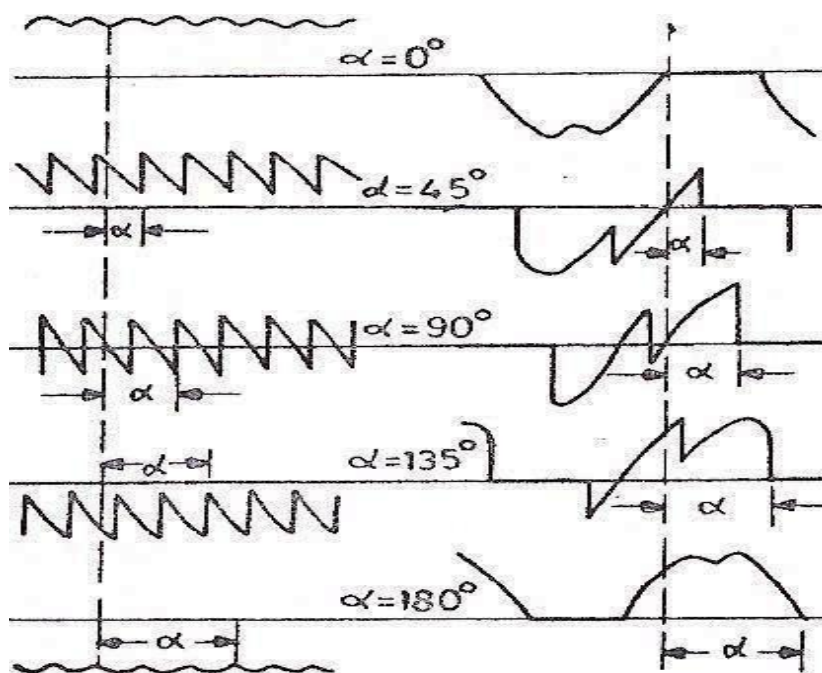 α = 0°
α = 45°
α
α
α = 90°
α
α
α
α = 135°
α
α = 180°
α
α